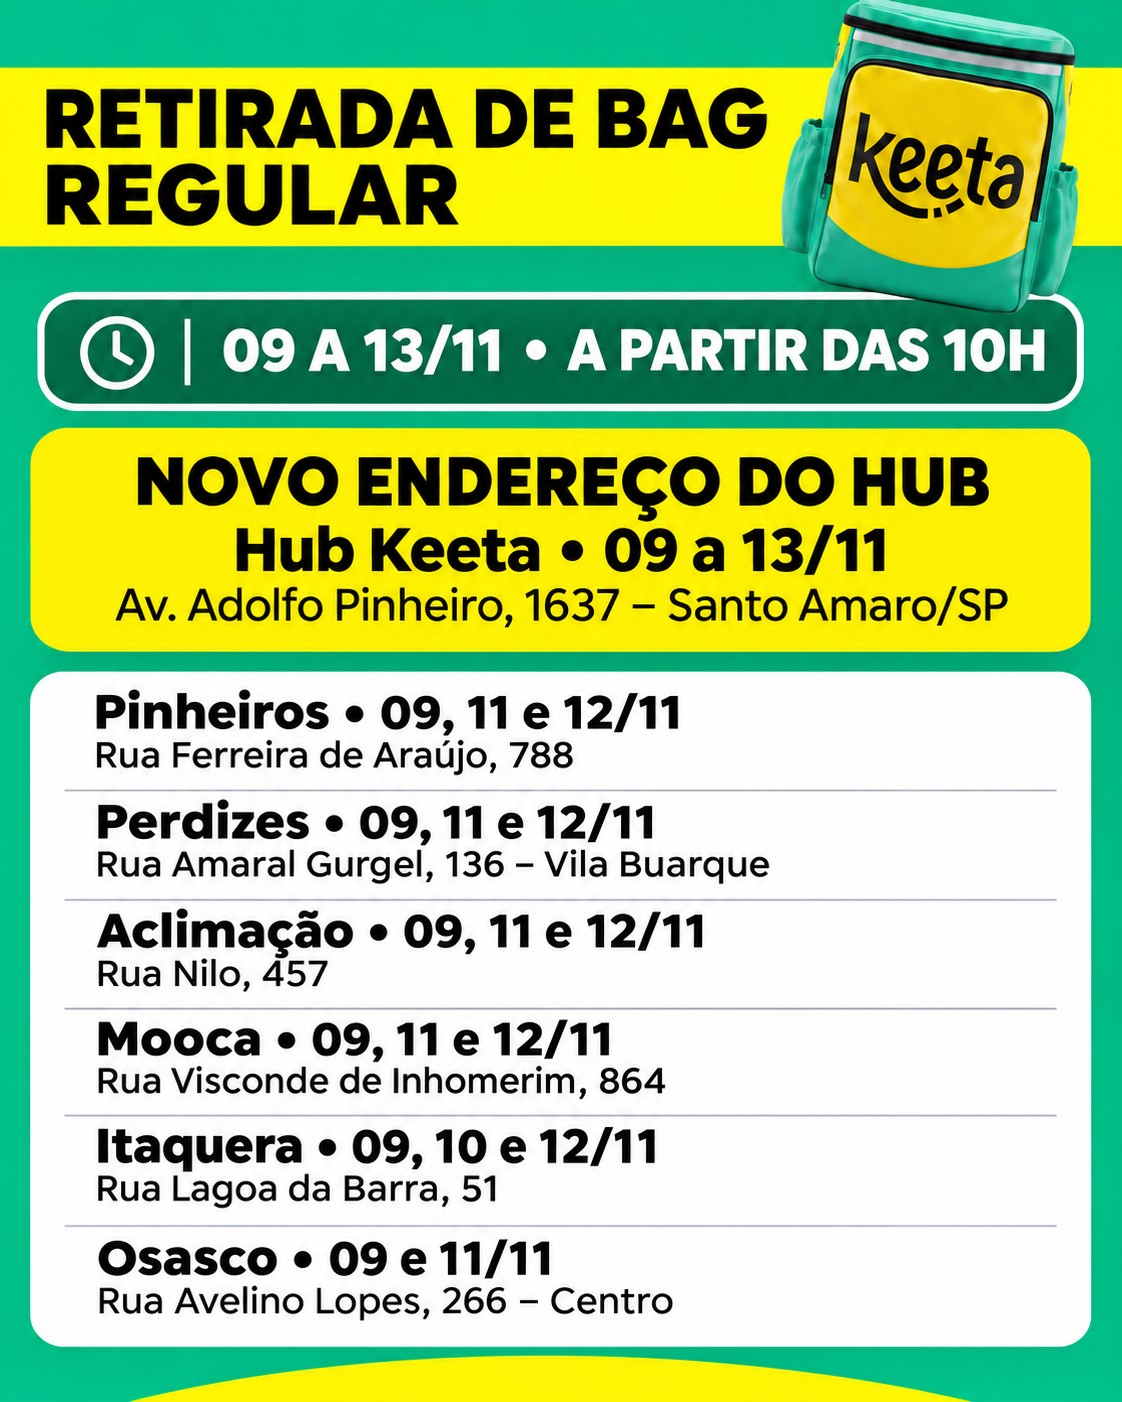 RETIRADA DE BAG
REGULAR
keeta
09 A 13/11 • A PARTIR DAS 10H
NOVO ENDEREÇO DO HUB
Hub Keeta • 09 a 13/11
Av. Adolfo Pinheiro, 1637 – Santo Amaro/SP
Pinheiros • 09, 11 e 12/11
Rua Ferreira de Araújo, 788
Perdizes • 09, 11 e 12/11
Rua Amaral Gurgel, 136 – Vila Buarque
Aclimação • 09, 11 e 12/11
Rua Nilo, 457
Mooca • 09, 11 e 12/11
Rua Visconde de Inhomerim, 864
Itaquera • 09, 10 e 12/11
Rua Lagoa da Barra, 51
Osasco • 09 e 11/11
Rua Avelino Lopes, 266 – Centro